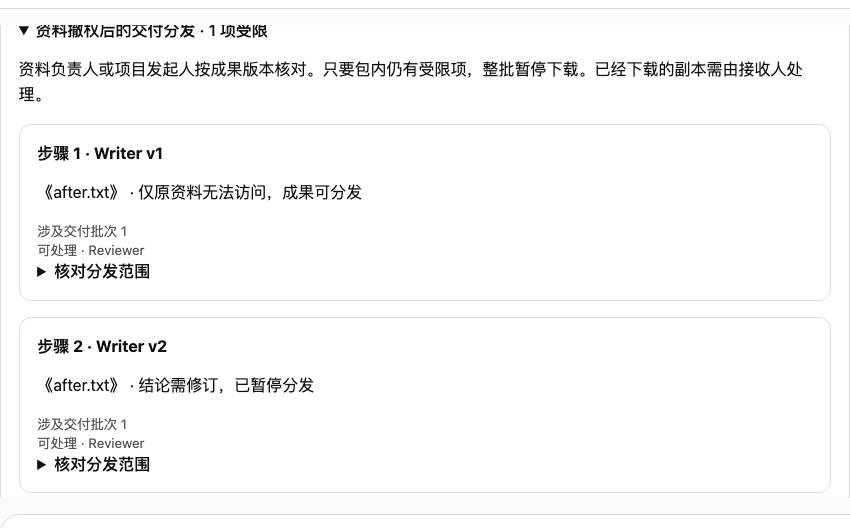 ▼ 资料撤权后的交付分发 · 1 项受限
资料负责人或项目发起人按成果版本核对。只要包内仍有受限项，整批暂停下载。已经下载的副本需由接收人处
理。
步骤 1 · Writer v1
《after.txt》 · 仅原资料无法访问，成果可分发
涉及交付批次 1
可处理 · Reviewer
▶ 核对分发范围
步骤 2 · Writer v2
《after.txt》 · 结论需修订，已暂停分发
涉及交付批次 1
可处理 · Reviewer
▶ 核对分发范围